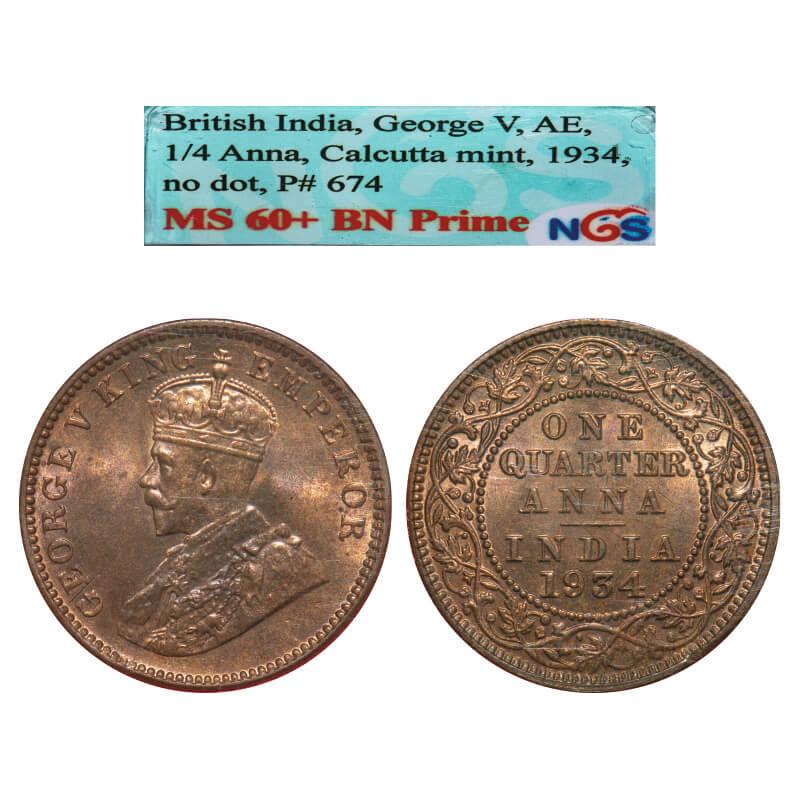 British India, George V, AE,
1/4 Anna, Calcutta mint, 1934,
no dot, P# 674
MS 60+ BN Prime NGS
GEORGE V KING EMPEROR
ONE
QUARTER
ANNA
INDIA
1934